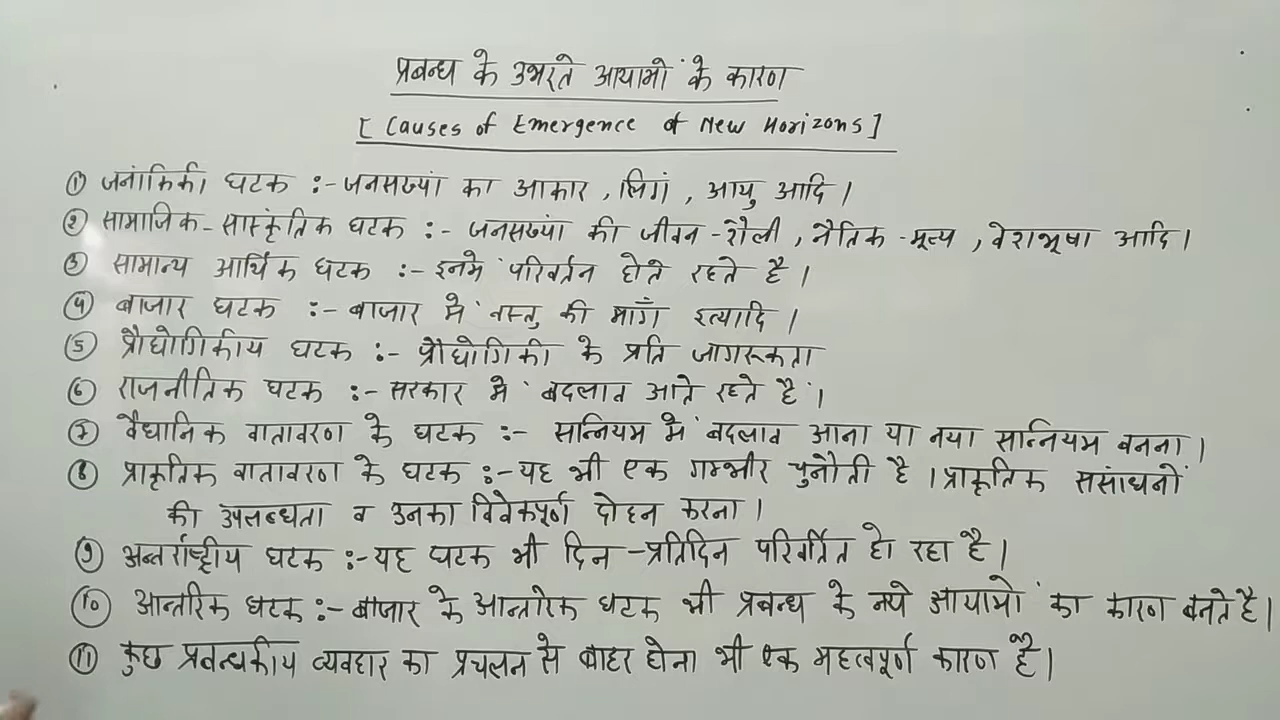 प्रबन्ध के उभरते आयामों के कारण
[ Causes of Emergence of New Horizons ]
① जनांकिकी घटक :- जनसख्यां का आकार , लिगं , आयु आदि ।
② सामाजिक - सास्कृंतिक घटक :- जनसख्यां की जीवन - शैली , नैतिक - मूल्य , वेशभूषा आदि ।
③ सामान्य आर्थिक घटक :- इनमें परिवर्तन होते रहते है ।
④ बाजार घटक :- बाजार में वस्तु की माँग इत्यादि ।
⑤ प्रौद्योगिकीय घटक :- प्रौद्योगिकी के प्रति जागरूकता
⑥ राजनीतिक घटक :- सरकार में बदलाव आते रहते है ।
⑦ वैधानिक वातावरण के घटक :- सन्नियम में बदलाव आना या नया सन्नियम बनना ।
⑧ प्राकृतिक वातावरण के घटक :- यह भी एक गम्भीर चुनौती है । प्राकृतिक ससांधनों
की उपलब्धता व उनका विवेकपूर्ण दोहन करना ।
⑨ अन्तर्राष्ट्रीय घटक :- यह घटक भी दिन - प्रतिदिन परिवर्तित हो रहा है ।
⑩ आन्तरिक घटक :- बाजार के आन्तरिक घटक भी प्रबन्ध के नये आयामों का कारण बनते है ।
⑪ कुछ प्रबन्धकीय व्यवहार का प्रचलन से बाहर होना भी एक महत्वपूर्ण कारण है ।